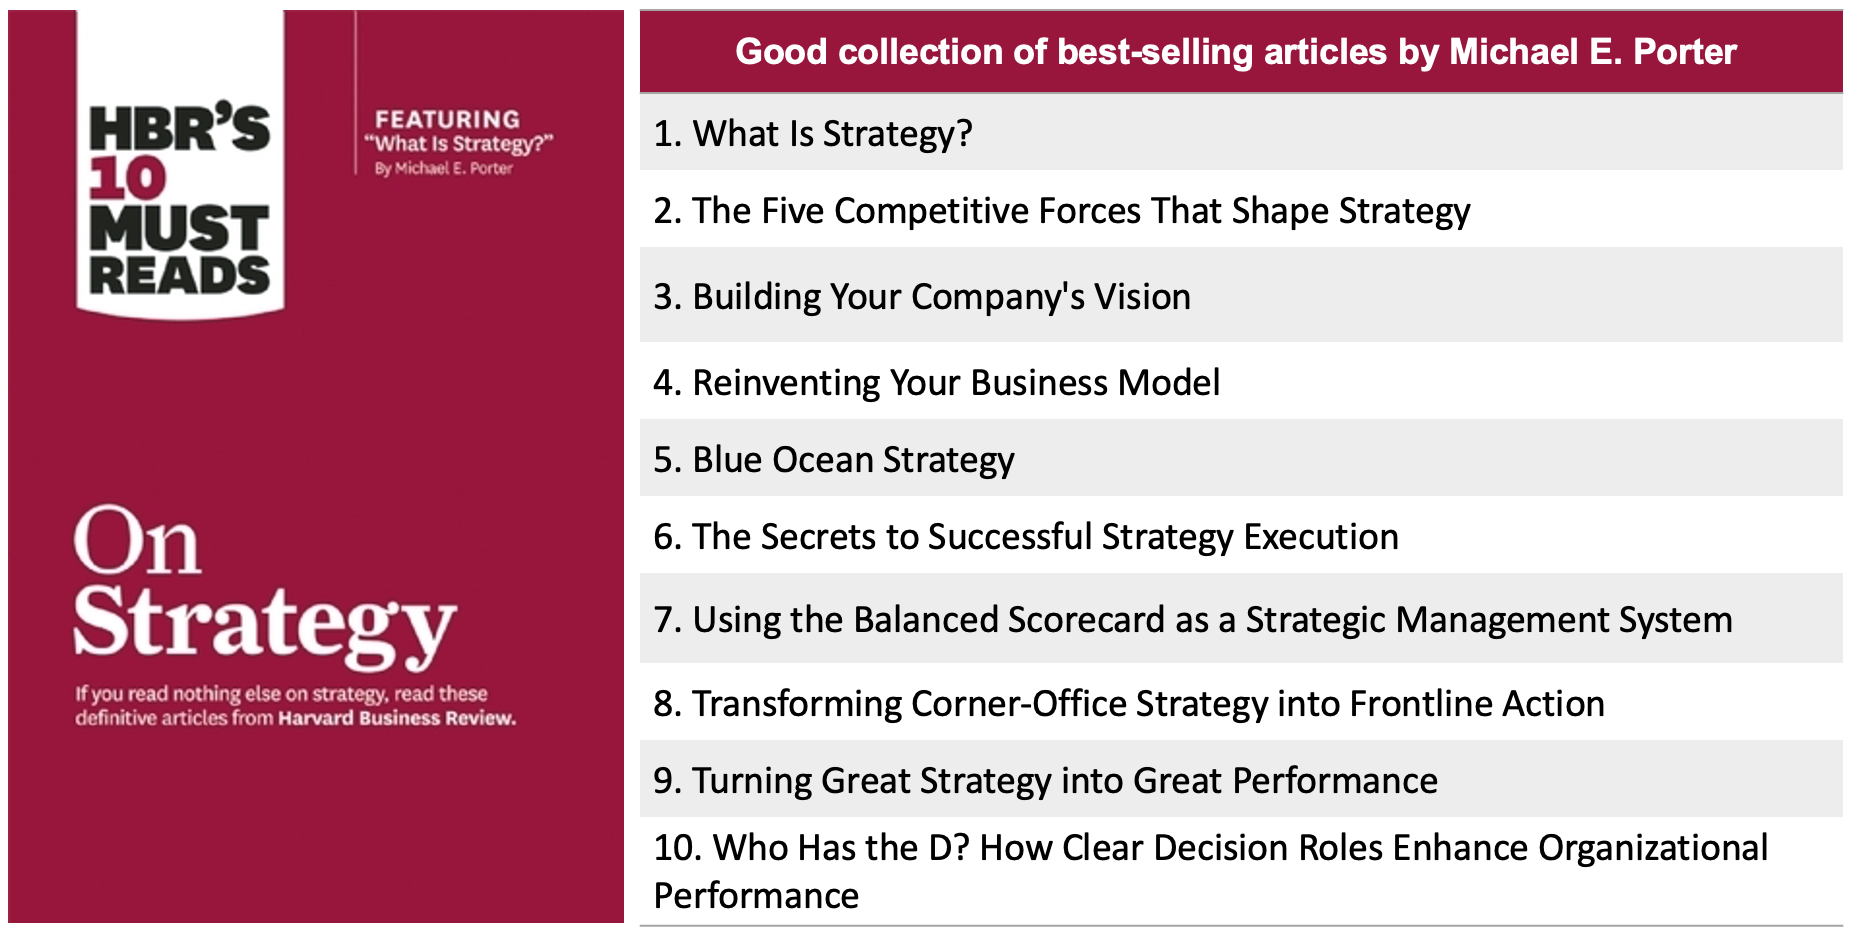 HBR'S
10
MUST
READS
FEATURING
“What Is Strategy?”
By Michael E. Porter
On
Strategy
If you read nothing else on strategy, read these
definitive articles from Harvard Business Review.
Good collection of best-selling articles by Michael E. Porter
1. What Is Strategy?
2. The Five Competitive Forces That Shape Strategy
3. Building Your Company's Vision
4. Reinventing Your Business Model
5. Blue Ocean Strategy
6. The Secrets to Successful Strategy Execution
7. Using the Balanced Scorecard as a Strategic Management System
8. Transforming Corner-Office Strategy into Frontline Action
9. Turning Great Strategy into Great Performance
10. Who Has the D? How Clear Decision Roles Enhance Organizational
Performance